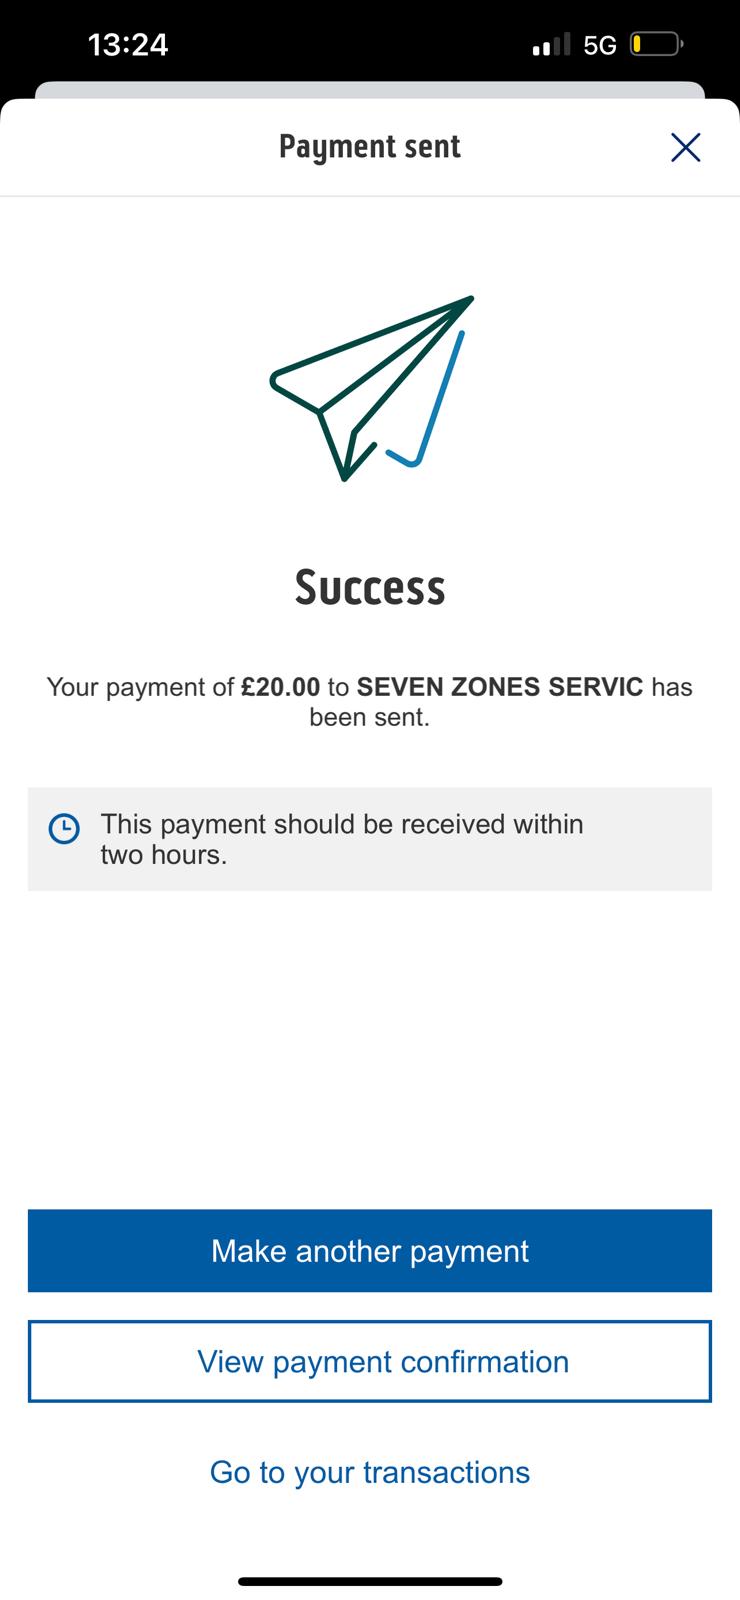 13:24
5G
Payment sent
Success
Your payment of £20.00 to SEVEN ZONES SERVIC has
been sent.
This payment should be received within
two hours.
Make another payment
View payment confirmation
Go to your transactions